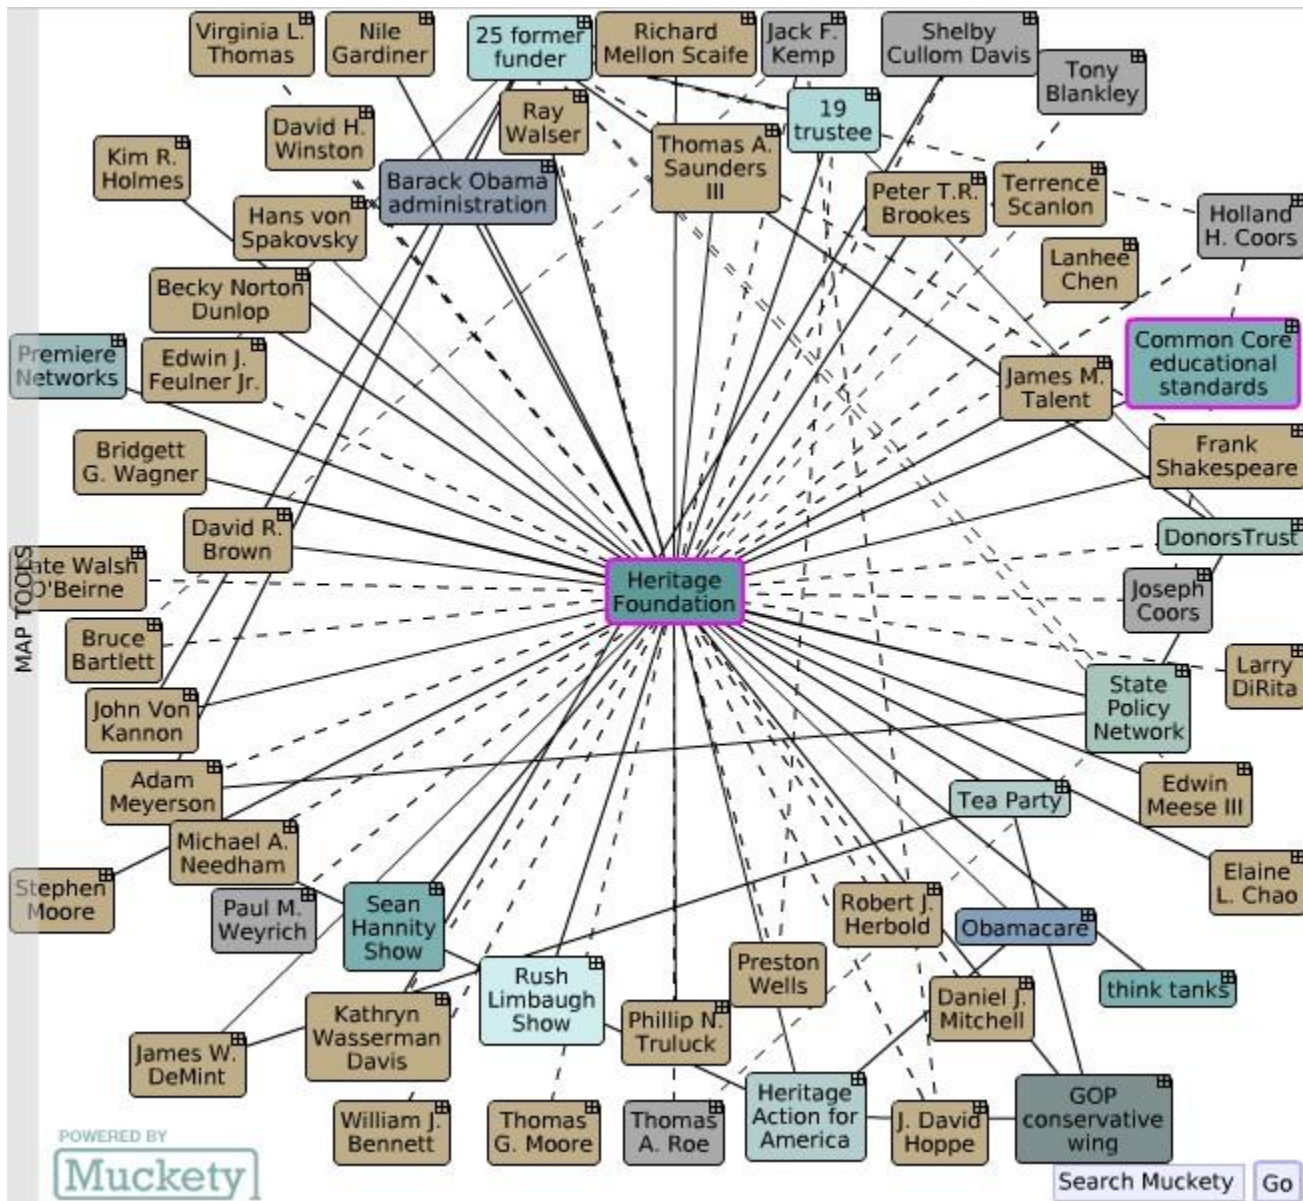 Virginia L.
Thomas
Nile
Gardiner
25 former
funder
Richard
Mellon Scaife
Jack F.
Kemp
Shelby
Cullom Davis
Tony
Blankley
David H.
Winston
Ray
Walser
19
trustee
Thomas A.
Saunders
III
Kim R.
Holmes
Barack Obama
administration
Peter T.R.
Brookes
Terrence
Scanlon
Holland
H. Coors
Hans von
Spakovsky
Lanhee
Chen
Becky Norton
Dunlop
Premiere
Networks
Edwin J.
Feulner Jr.
James M.
Talent
Common Core
educational
standards
Bridgett
G. Wagner
Frank
Shakespeare
David R.
Brown
DonorsTrust
MAP TOOLS
ate Walsh
O'Beirne
Heritage
Foundation
Joseph
Coors
Bruce
Bartlett
Larry
DiRita
John Von
Kannon
State
Policy
Network
Adam
Meyerson
Tea Party
Edwin
Meese III
Michael A.
Needham
Stephen
Moore
Paul M.
Weyrich
Sean
Hannity
Show
Robert J.
Herbold
Obamacare
Elaine
L. Chao
Rush
Limbaugh
Show
Preston
Wells
think tanks
Kathryn
Wasserman
Davis
Phillip N.
Truluck
Daniel J.
Mitchell
James W.
DeMint
Heritage
Action for
America
GOP
conservative
wing
William J.
Bennett
Thomas
G. Moore
Thomas
A. Roe
J. David
Hoppe
POWERED BY
Muckety
Search Muckety
Go